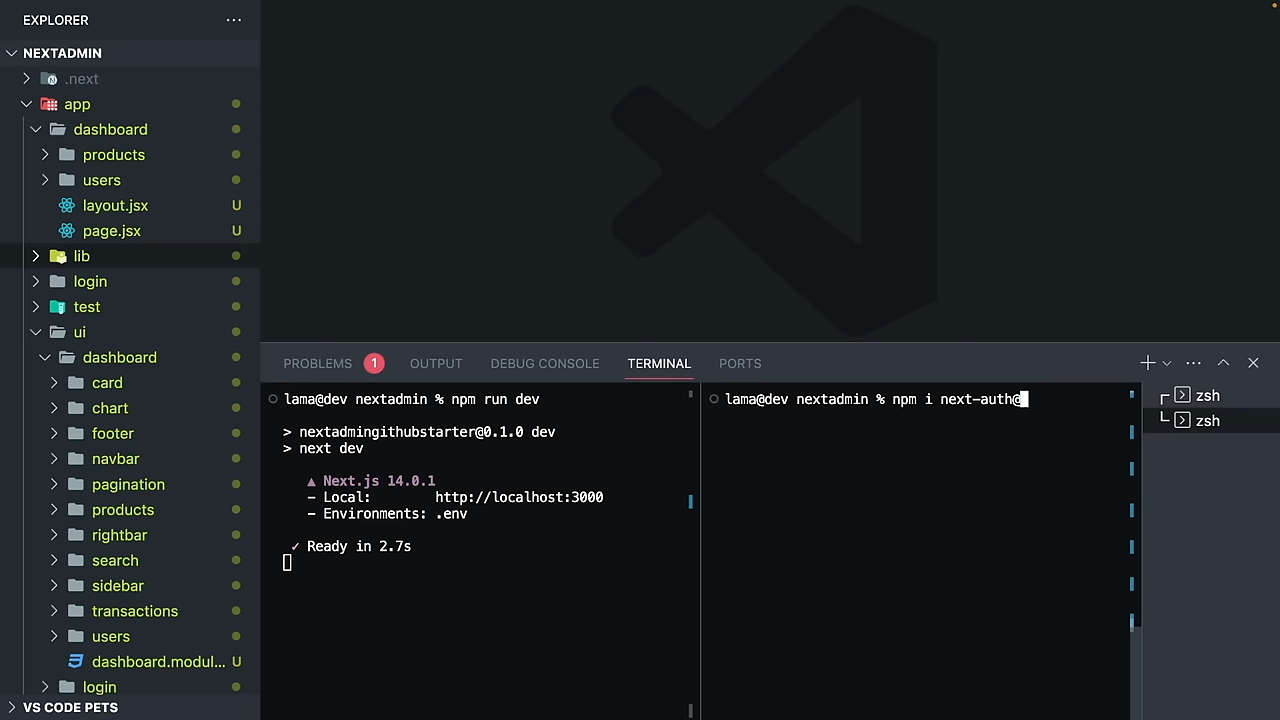 EXPLORER
NEXTADMIN
.next
app
dashboard
products
users
layout.jsx U
page.jsx U
lib
login
test
ui
dashboard
card
chart
footer
navbar
pagination
products
rightbar
search
sidebar
transactions
users
dashboard.modul... U
login
VS CODE PETS
PROBLEMS 1 OUTPUT DEBUG CONSOLE TERMINAL PORTS
lama@dev nextadmin % npm run dev
> nextadmingithubstarter@0.1.0 dev
> next dev
▲ Next.js 14.0.1
- Local: http://localhost:3000
- Environments: .env
✓ Ready in 2.7s
lama@dev nextadmin % npm i next-auth@
zsh
zsh